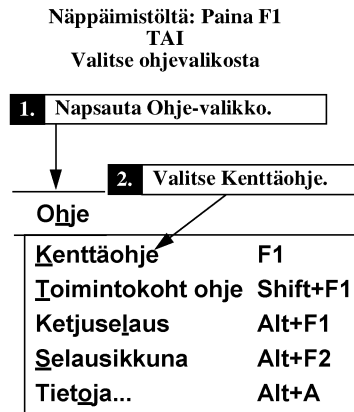 Näppäimistöltä: Paina F1
TAI
Valitse ohjevalikosta
1. Napsauta Ohje-valikko.
2. Valitse Kenttäohje.
Ohje
Kenttäohje F1
Toimintokoht ohje Shift+F1
Ketjuselaus Alt+F1
Selausikkuna Alt+F2
Tietoja... Alt+A